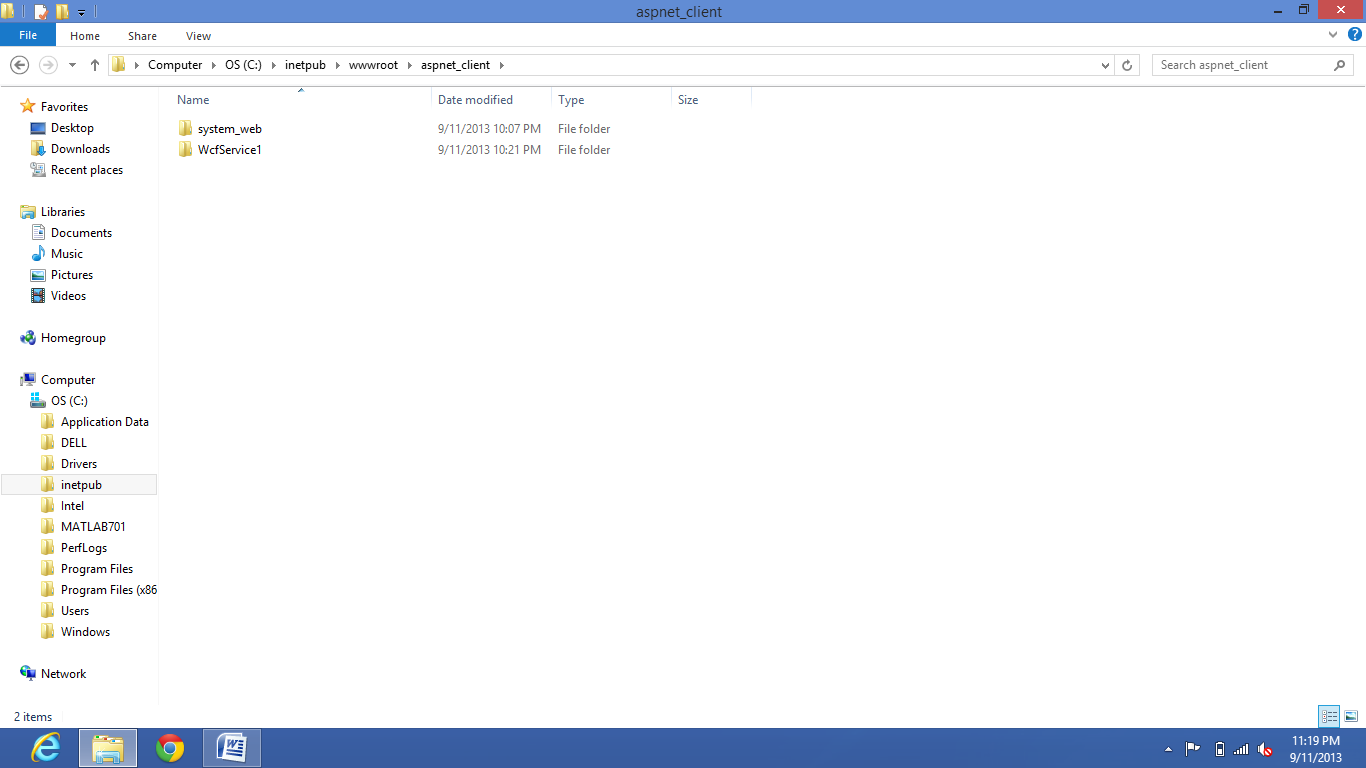 aspnet_client
File Home Share View
Computer OS (C:) inetpub wwwroot aspnet_client
Search aspnet_client
Name Date modified Type Size
system_web 9/11/2013 10:07 PM File folder
WcfService1 9/11/2013 10:21 PM File folder
Favorites
Desktop
Downloads
Recent places
Libraries
Documents
Music
Pictures
Videos
Homegroup
Computer
OS (C:)
Application Data
DELL
Drivers
inetpub
Intel
MATLAB701
PerfLogs
Program Files
Program Files (x86
Users
Windows
Network
2 items
11:19 PM
9/11/2013